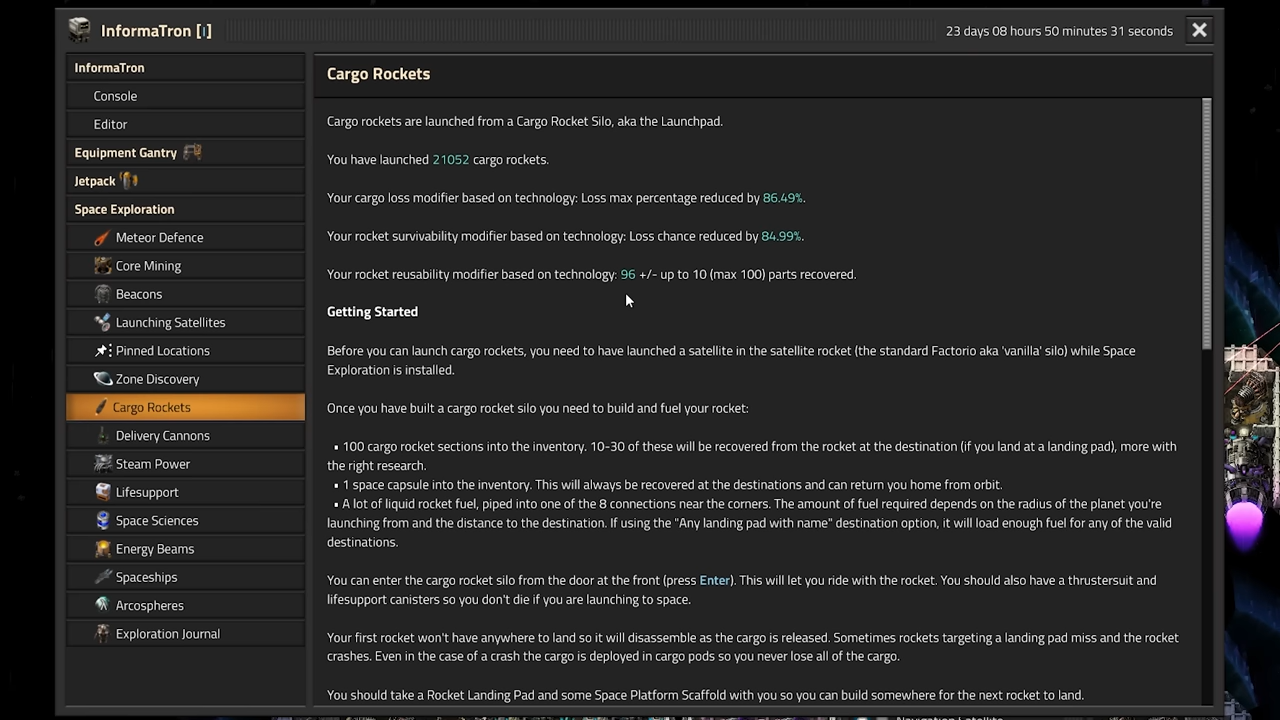 InformaTron [I]
23 days 08 hours 50 minutes 31 seconds
InformaTron
Console
Editor
Equipment Gantry
Jetpack
Space Exploration
Meteor Defence
Core Mining
Beacons
Launching Satellites
Pinned Locations
Zone Discovery
Cargo Rockets
Delivery Cannons
Steam Power
Lifesupport
Space Sciences
Energy Beams
Spaceships
Arcospheres
Exploration Journal
Cargo Rockets
Cargo rockets are launched from a Cargo Rocket Silo, aka the Launchpad.
You have launched 21052 cargo rockets.
Your cargo loss modifier based on technology: Loss max percentage reduced by 86.49%.
Your rocket survivability modifier based on technology: Loss chance reduced by 84.99%.
Your rocket reusability modifier based on technology: 96 +/- up to 10 (max 100) parts recovered.
Getting Started
Before you can launch cargo rockets, you need to have launched a satellite in the satellite rocket (the standard Factorio aka 'vanilla' silo) while Space
Exploration is installed.
Once you have built a cargo rocket silo you need to build and fuel your rocket:
▪ 100 cargo rocket sections into the inventory. 10-30 of these will be recovered from the rocket at the destination (if you land at a landing pad), more with
the right research.
▪ 1 space capsule into the inventory. This will always be recovered at the destinations and can return you home from orbit.
▪ A lot of liquid rocket fuel, piped into one of the 8 connections near the corners. The amount of fuel required depends on the radius of the planet you're
launching from and the distance to the destination. If using the "Any landing pad with name" destination option, it will load enough fuel for any of the valid
destinations.
You can enter the cargo rocket silo from the door at the front (press Enter). This will let you ride with the rocket. You should also have a thrustersuit and
lifesupport canisters so you don't die if you are launching to space.
Your first rocket won't have anywhere to land so it will disassemble as the cargo is released. Sometimes rockets targeting a landing pad miss and the rocket
crashes. Even in the case of a crash the cargo is deployed in cargo pods so you never lose all of the cargo.
You should take a Rocket Landing Pad and some Space Platform Scaffold with you so you can build somewhere for the next rocket to land.